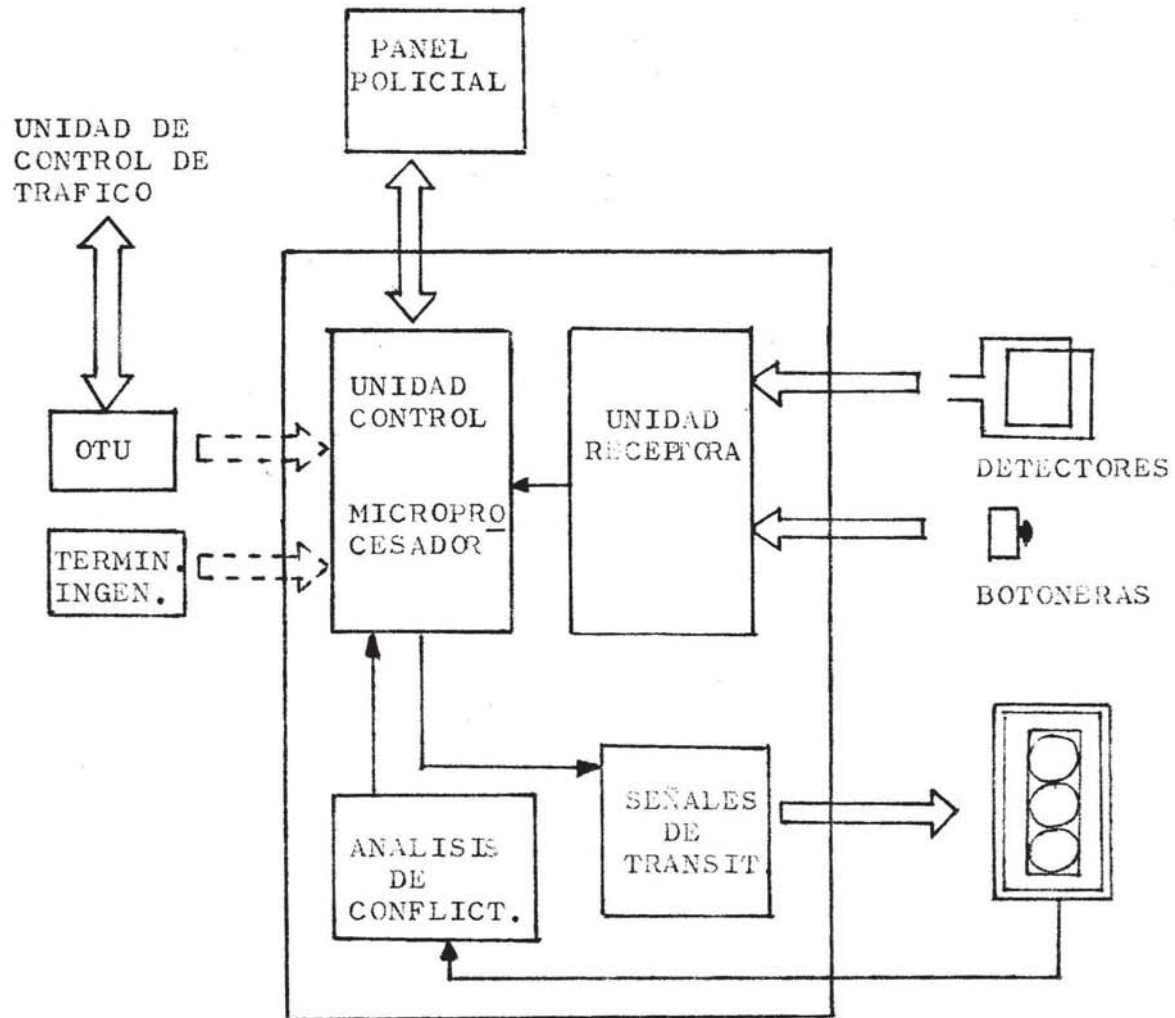 PANEL
POLICIAL
UNIDAD DE
CONTROL DE
TRAFICO
UNIDAD
CONTROL
MICROPRO
CESADOR
UNIDAD
RECEPTORA
OTU
TERMIN.
INGEN.
DETECTORES
BOTONERAS
ANALISIS
DE
CONFLICT.
SEÑALES
DE
TRANSIT.